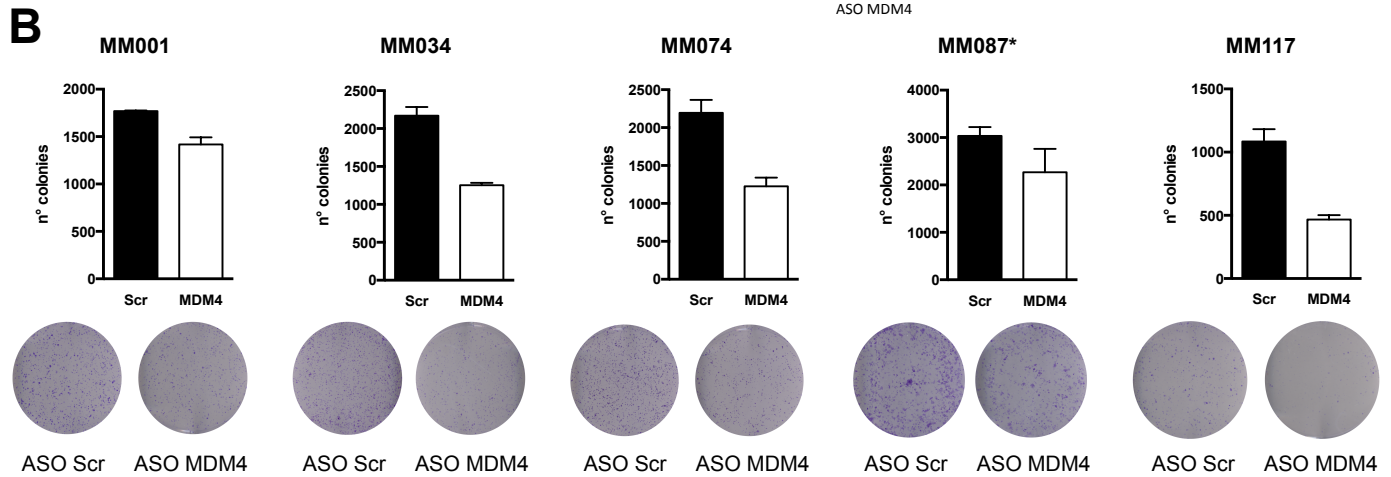 B
ASO MDM4
MM001
MM034
MM074
MM087*
MM117
n° colonies
2000
1500
1000
500
0
Scr MDM4
n° colonies
2500
2000
1500
1000
500
0
Scr MDM4
n° colonies
2500
2000
1500
1000
500
0
Scr MDM4
n° colonies
4000
3000
2000
1000
0
Scr MDM4
n° colonies
1500
1000
500
0
Scr MDM4
ASO Scr ASO MDM4
ASO Scr ASO MDM4
ASO Scr ASO MDM4
ASO Scr ASO MDM4
ASO Scr ASO MDM4